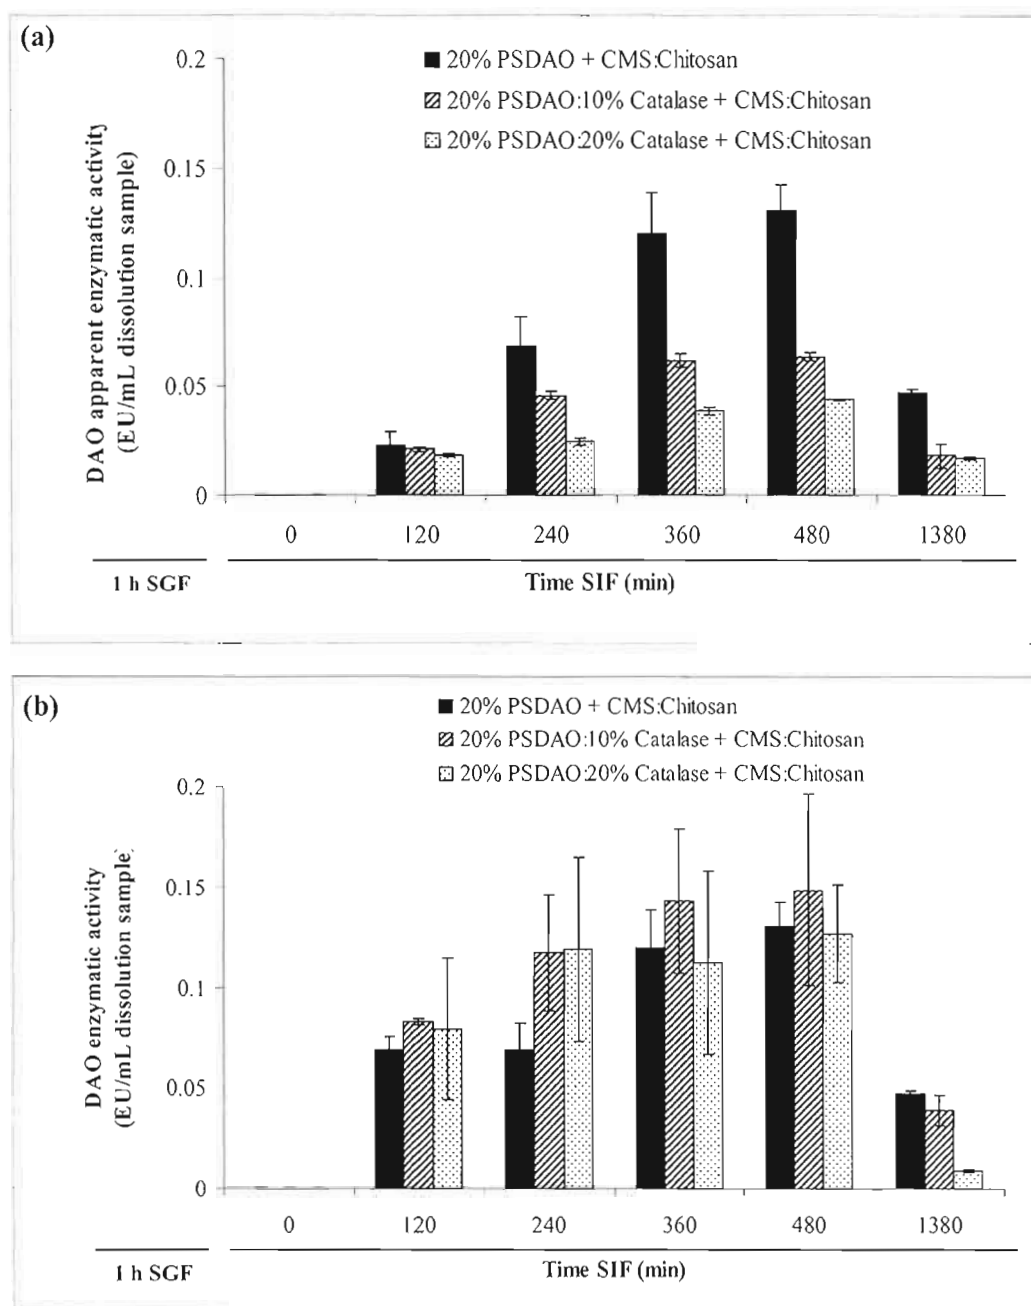 (a)
20% PSDAO + CMS:Chitosan
20% PSDAO:10% Catalase + CMS:Chitosan
20% PSDAO:20% Catalase + CMS:Chitosan
DAO apparent enzymatic activity
(EU/mL dissolution sample)
0.2
0.15
0.1
0.05
0
0 120 240 360 480 1380
1 h SGF Time SIF (min)
(b)
20% PSDAO + CMS:Chitosan
20% PSDAO:10% Catalase + CMS:Chitosan
20% PSDAO:20% Catalase + CMS:Chitosan
DAO enzymatic activity
(EU/mL dissolution sample)
0.2
0.15
0.1
0.05
0
0 120 240 360 480 1380
1 h SGF Time SIF (min)